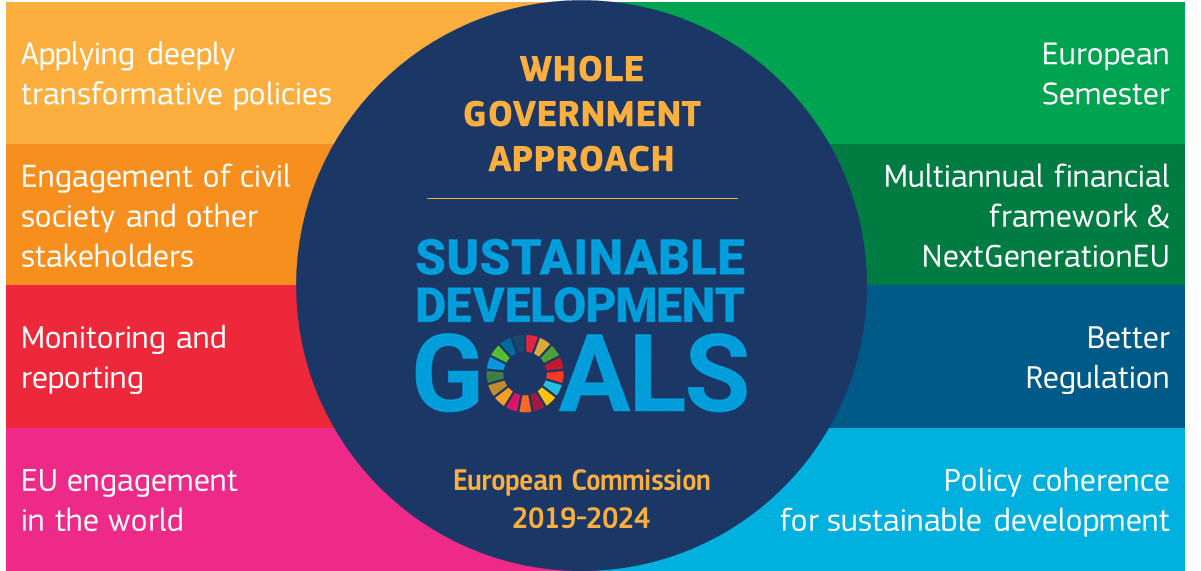 Applying deeply
transformative policies
Engagement of civil
society and other
stakeholders
Monitoring and
reporting
EU engagement
in the world
WHOLE
GOVERNMENT
APPROACH
SUSTAINABLE
DEVELOPMENT
GOALS
European Commission
2019-2024
European
Semester
Multiannual financial
framework &
NextGenerationEU
Better
Regulation
Policy coherence
for sustainable development